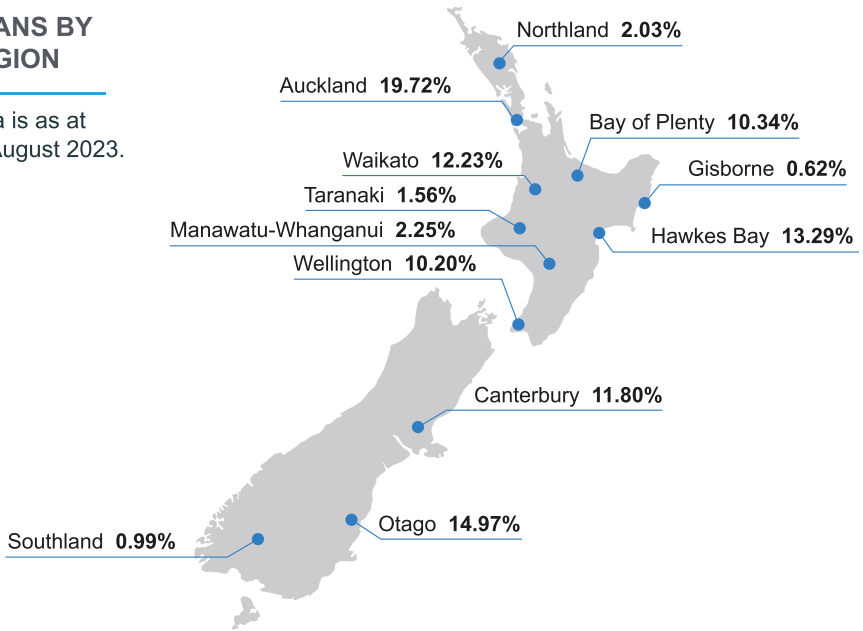 ANS BY
GION
a is as at
August 2023.
Northland 2.03%
Auckland 19.72%
Bay of Plenty 10.34%
Waikato 12.23%
Gisborne 0.62%
Taranaki 1.56%
Manawatu-Whanganui 2.25%
Hawkes Bay 13.29%
Wellington 10.20%
Canterbury 11.80%
Otago 14.97%
Southland 0.99%